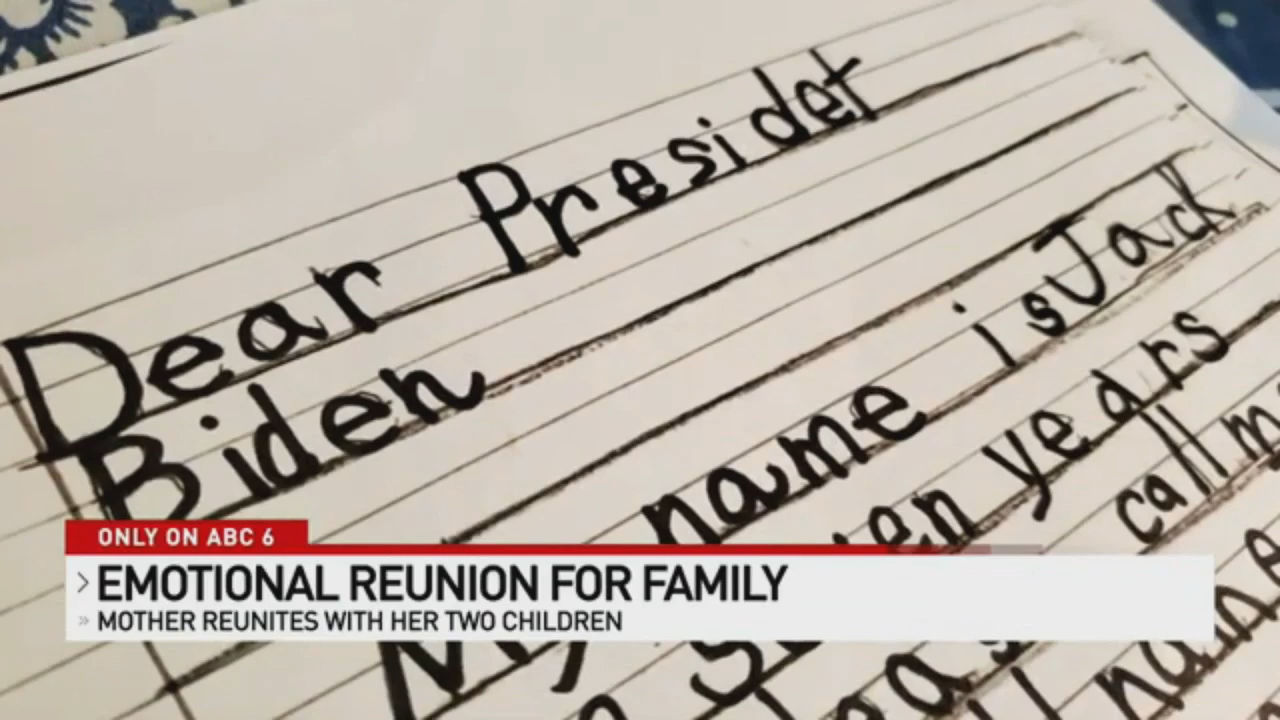 Dear Presidet
Biden
name is Jack
years
call
ONLY ON ABC 6
EMOTIONAL REUNION FOR FAMILY
MOTHER REUNITES WITH HER TWO CHILDREN
My